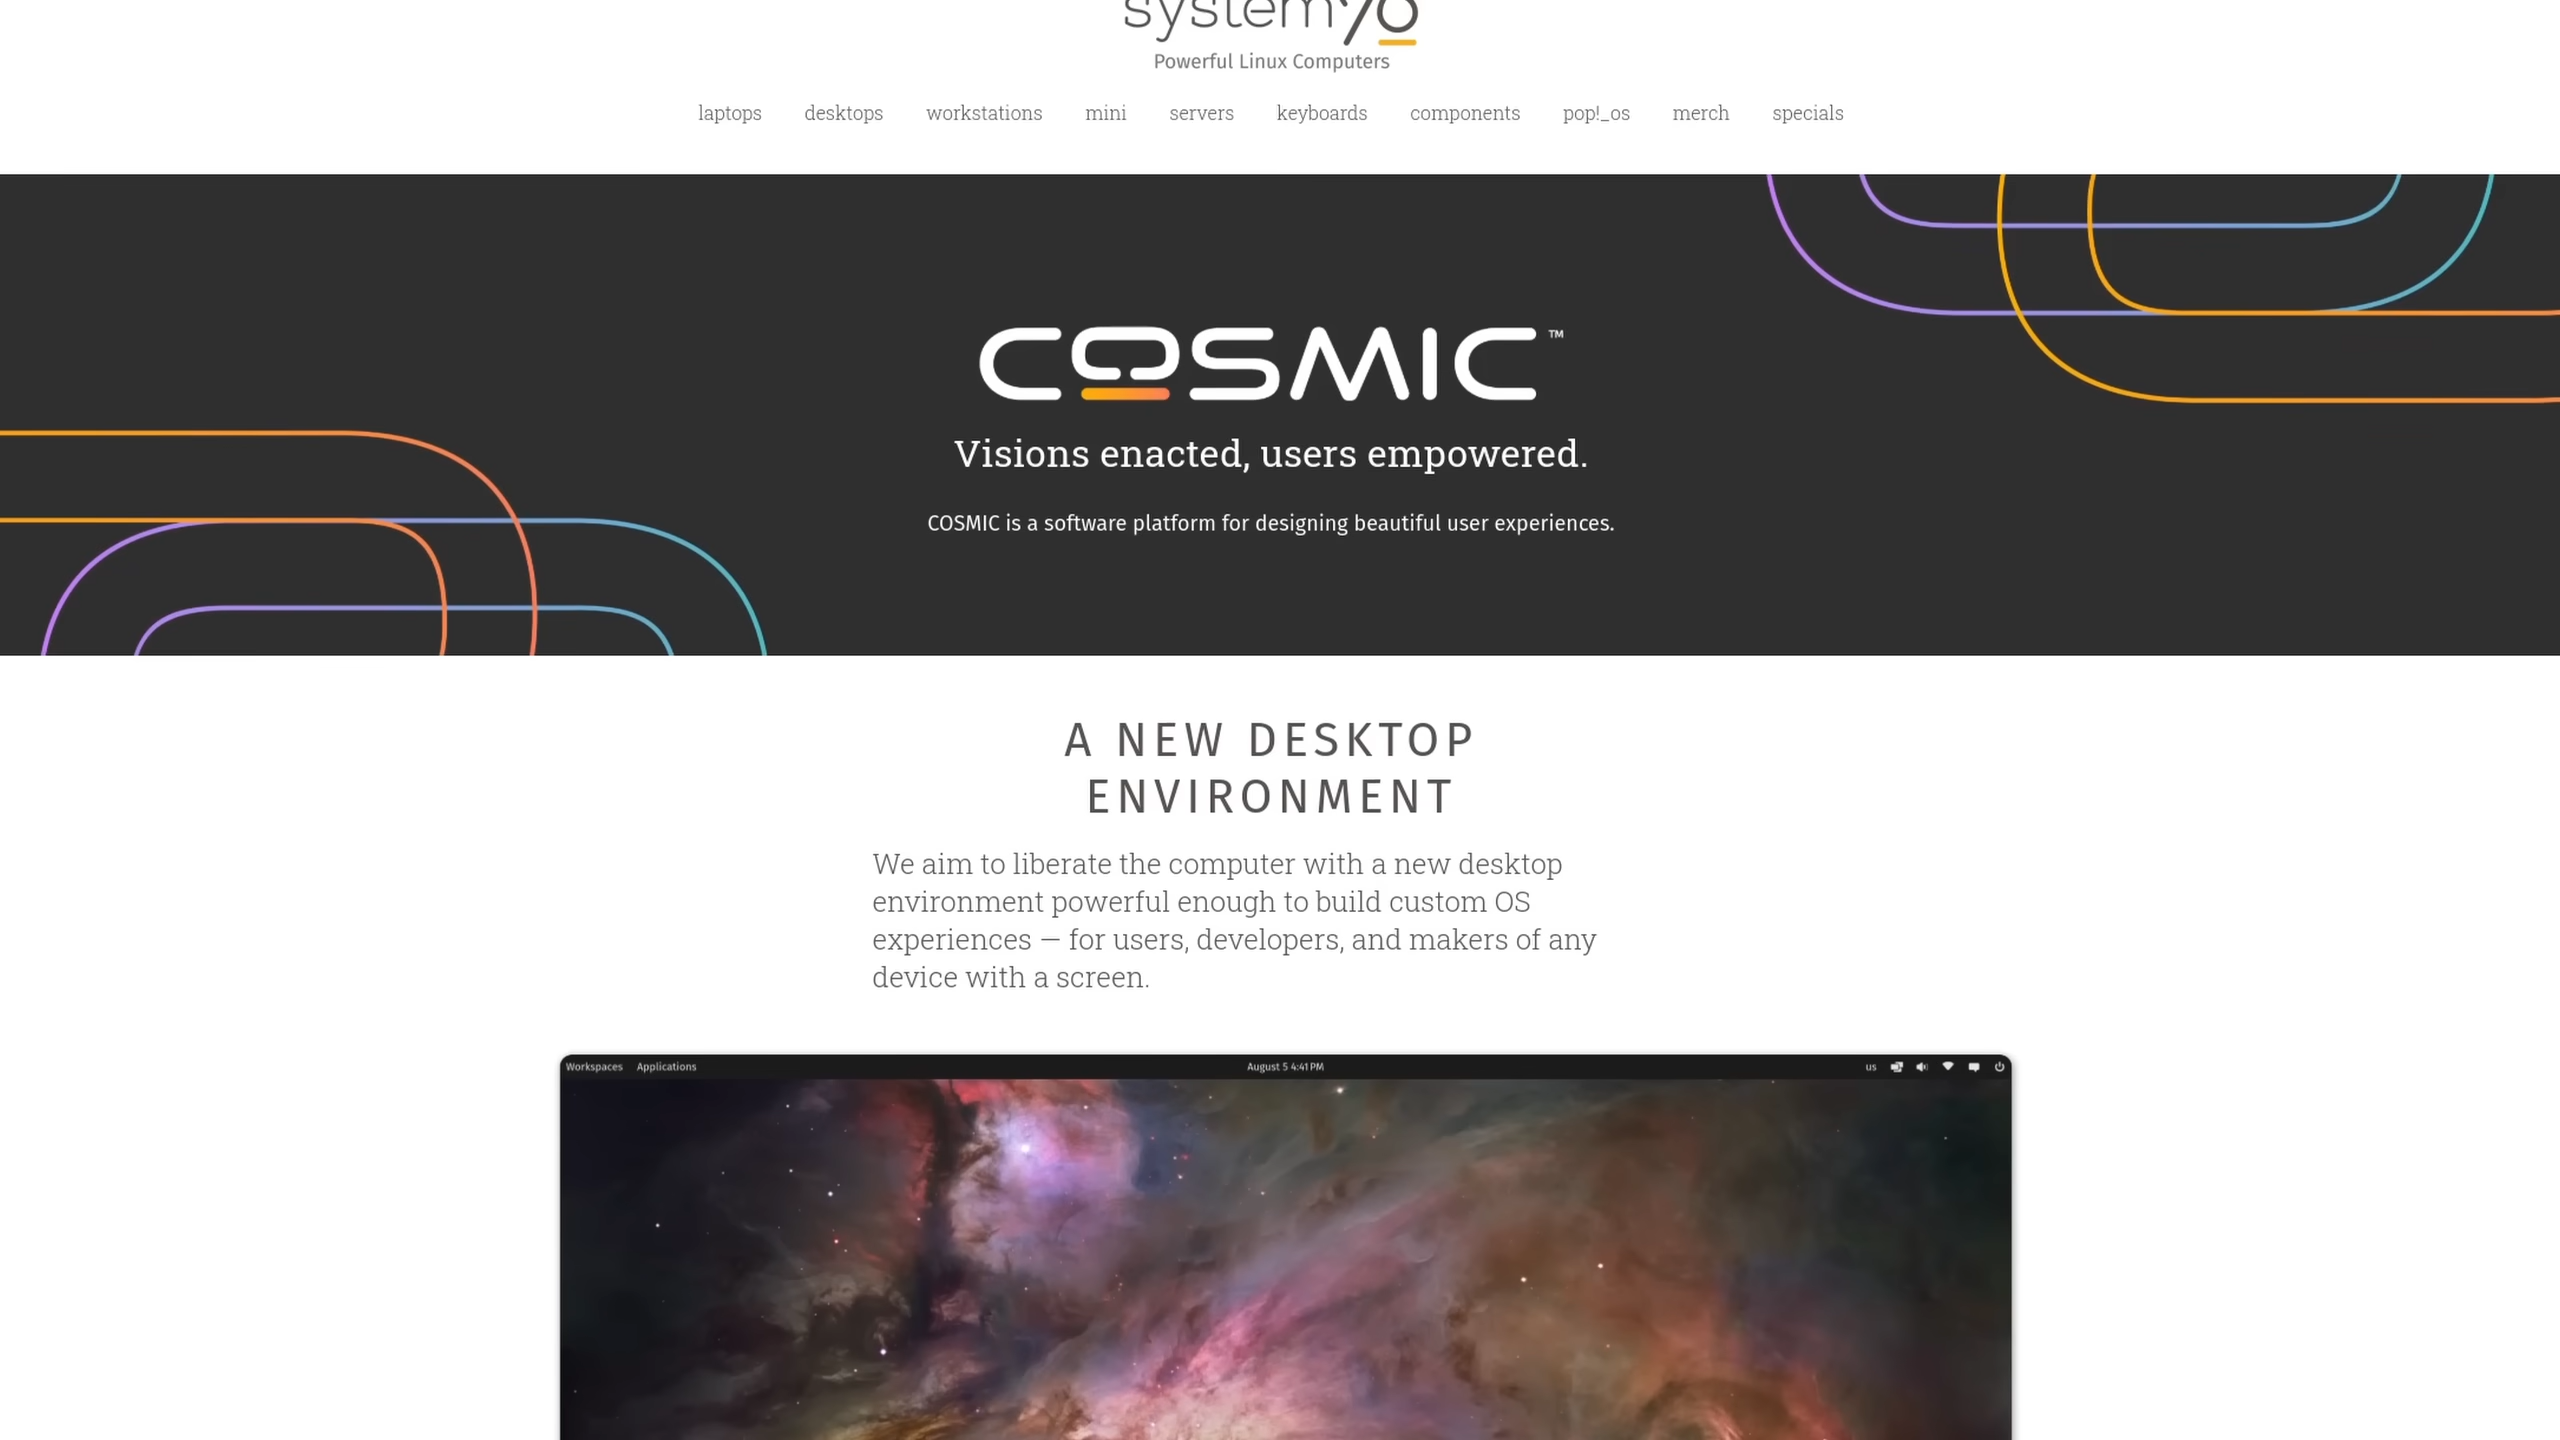 system76
Powerful Linux Computers
laptops desktops workstations mini servers keyboards components pop!_os merch specials
COSMIC™
Visions enacted, users empowered.
COSMIC is a software platform for designing beautiful user experiences.
A NEW DESKTOP
ENVIRONMENT
We aim to liberate the computer with a new desktop
environment powerful enough to build custom OS
experiences — for users, developers, and makers of any
device with a screen.
Workspaces Applications August 5 4:41 PM us